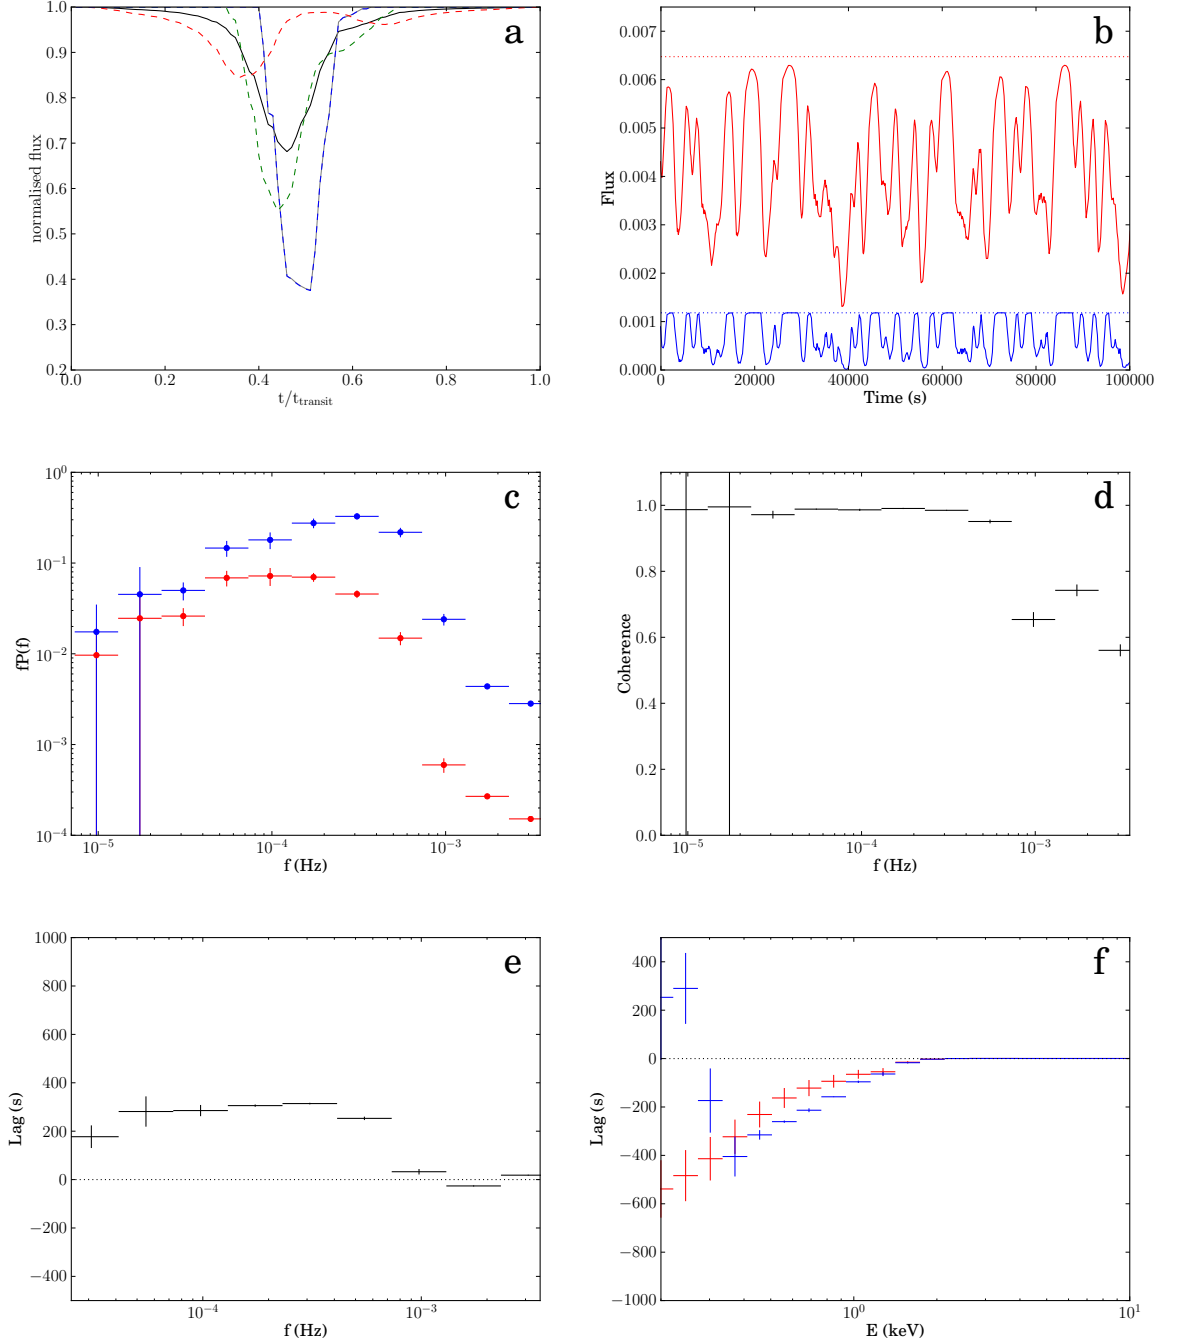 a
1.0
0.9
0.8
0.7
0.6
0.5
0.4
0.3
0.2
normalised flux
0.0 0.2 0.4 0.6 0.8 1.0
t/t_transit
b
0.007
0.006
0.005
0.004
0.003
0.002
0.001
0.000
Flux
0 20000 40000 60000 80000 100000
Time (s)
c
10^0
10^-1
10^-2
10^-3
10^-4
fP(f)
10^-5 10^-4 10^-3
f (Hz)
d
1.0
0.8
0.6
0.4
0.2
0.0
Coherence
10^-5 10^-4 10^-3
f (Hz)
e
1000
800
600
400
200
0
−200
−400
Lag (s)
10^-4 10^-3
f (Hz)
f
400
200
0
−200
−400
−600
−800
−1000
Lag (s)
10^0 10^1
E (keV)